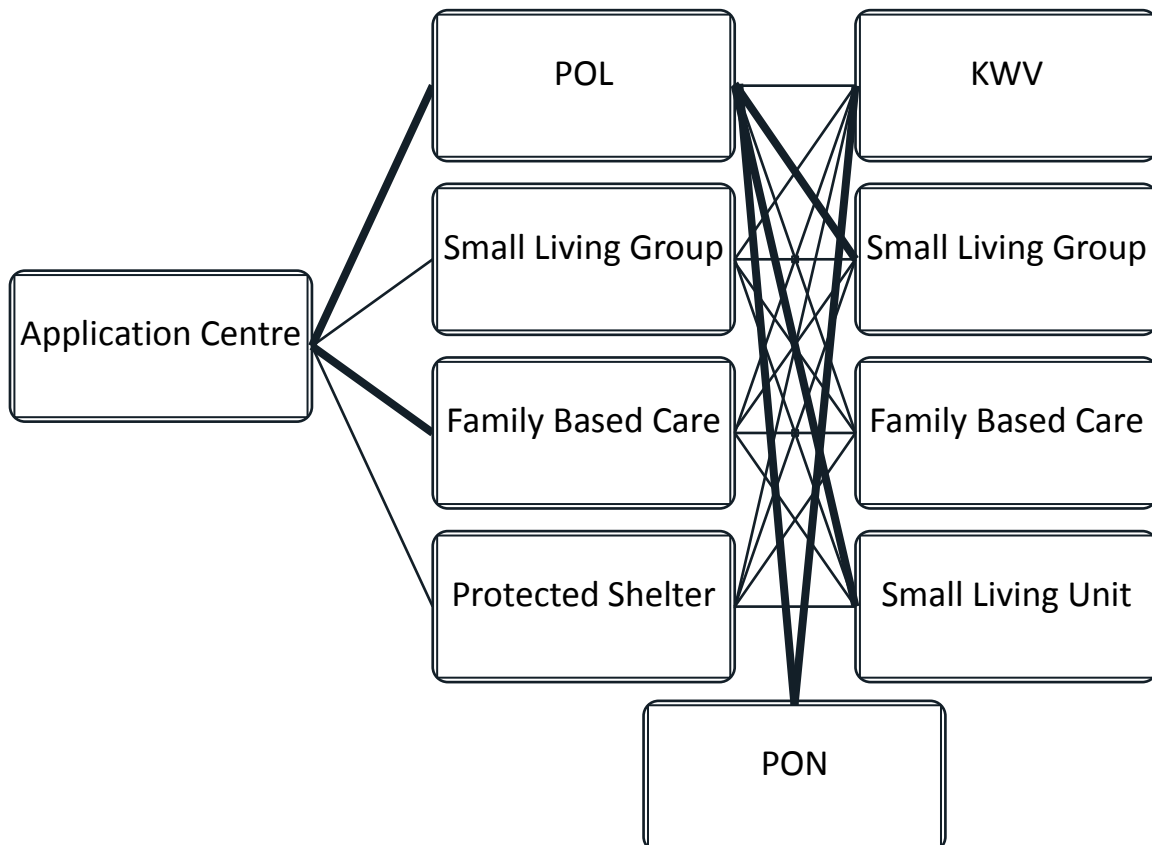 POL
KWV
Small Living Group
Small Living Group
Application Centre
Family Based Care
Family Based Care
Protected Shelter
Small Living Unit
PON